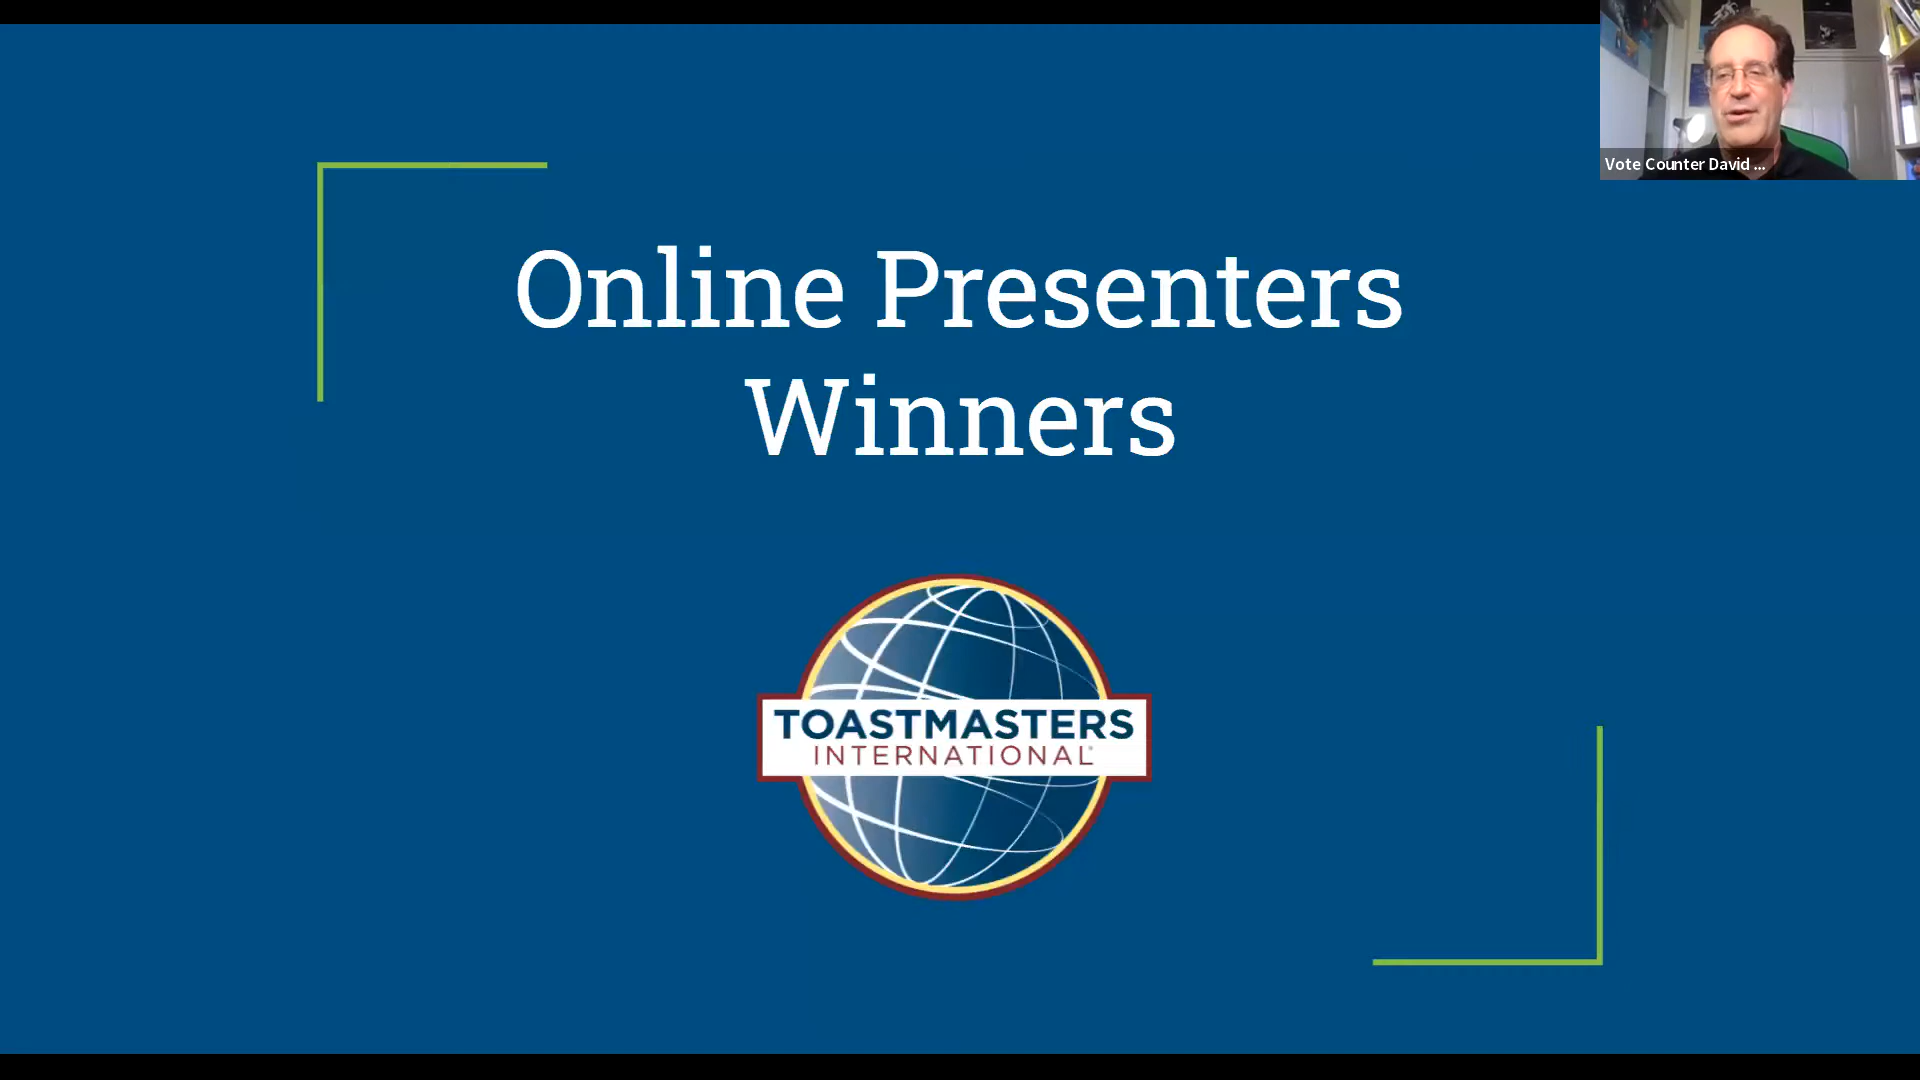 Vote Counter David ...
Online Presenters
Winners
TOASTMASTERS
INTERNATIONAL